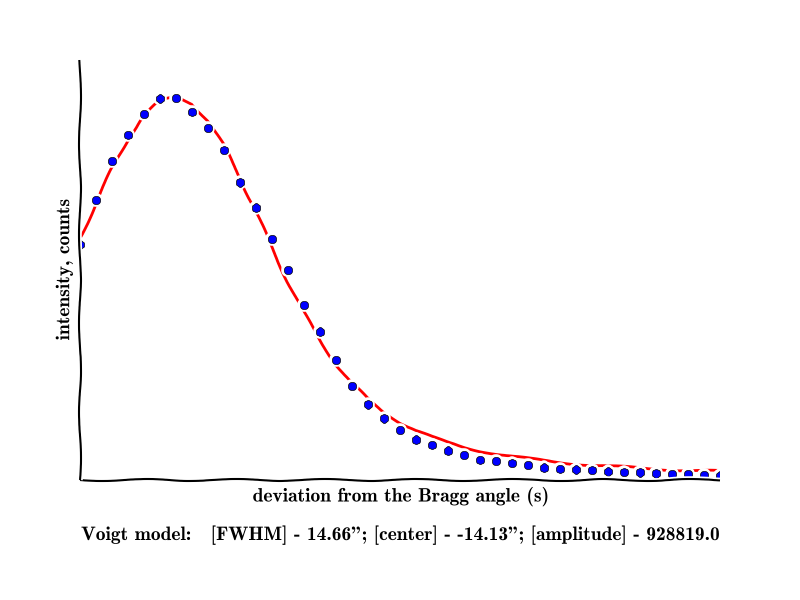 intensity, counts
deviation from the Bragg angle (s)
Voigt model: [FWHM] - 14.66”; [center] - -14.13”; [amplitude] - 928819.0